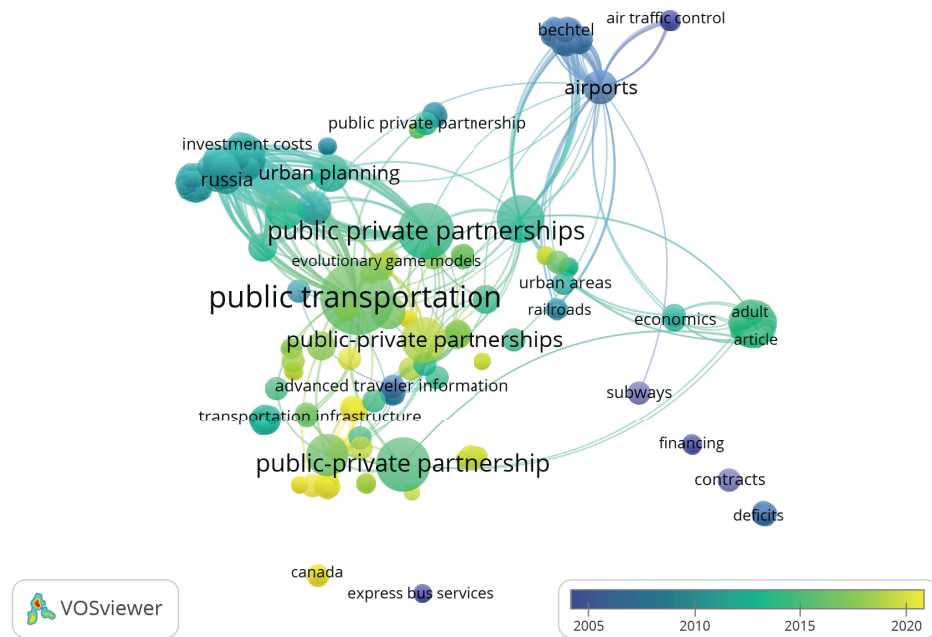 air traffic control
bechtel
airports
public private partnership
investment costs
russia
urban planning
public private partnerships
evolutionary game models
urban areas
public transportation
railroads
adult
economics
public-private partnerships
article
advanced traveler information
subways
transportation infrastructure
financing
public-private partnership
contracts
deficits
canada
express bus services
VOSviewer
2005
2010
2015
2020